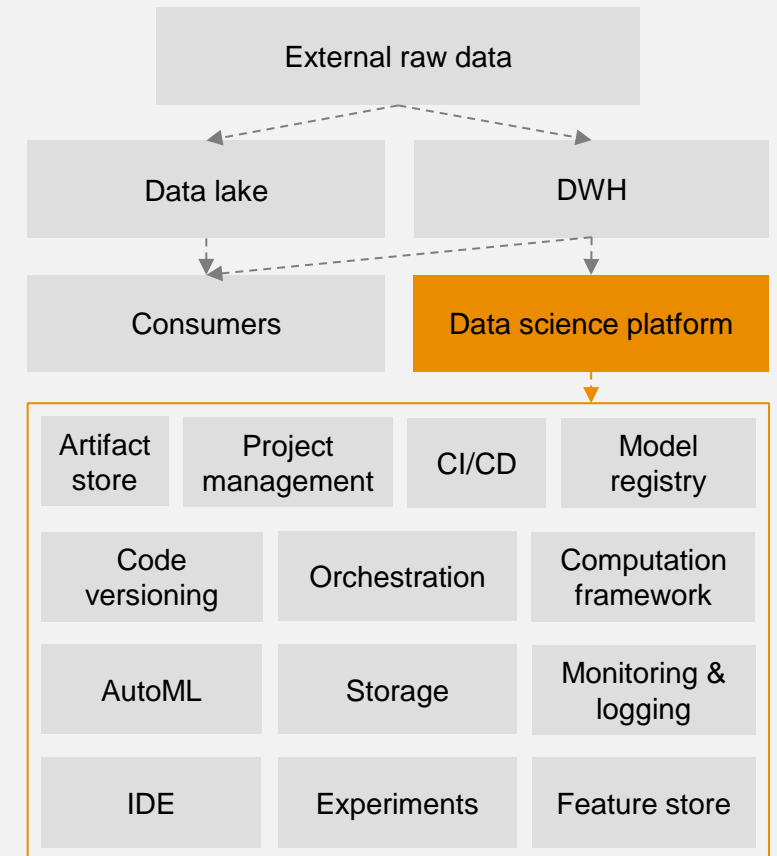 External raw data
Data lake
DWH
Consumers
Data science platform
Artifact
store
Project
management
CI/CD
Model
registry
Code
versioning
Orchestration
Computation
framework
AutoML
Storage
Monitoring &
logging
IDE
Experiments
Feature store